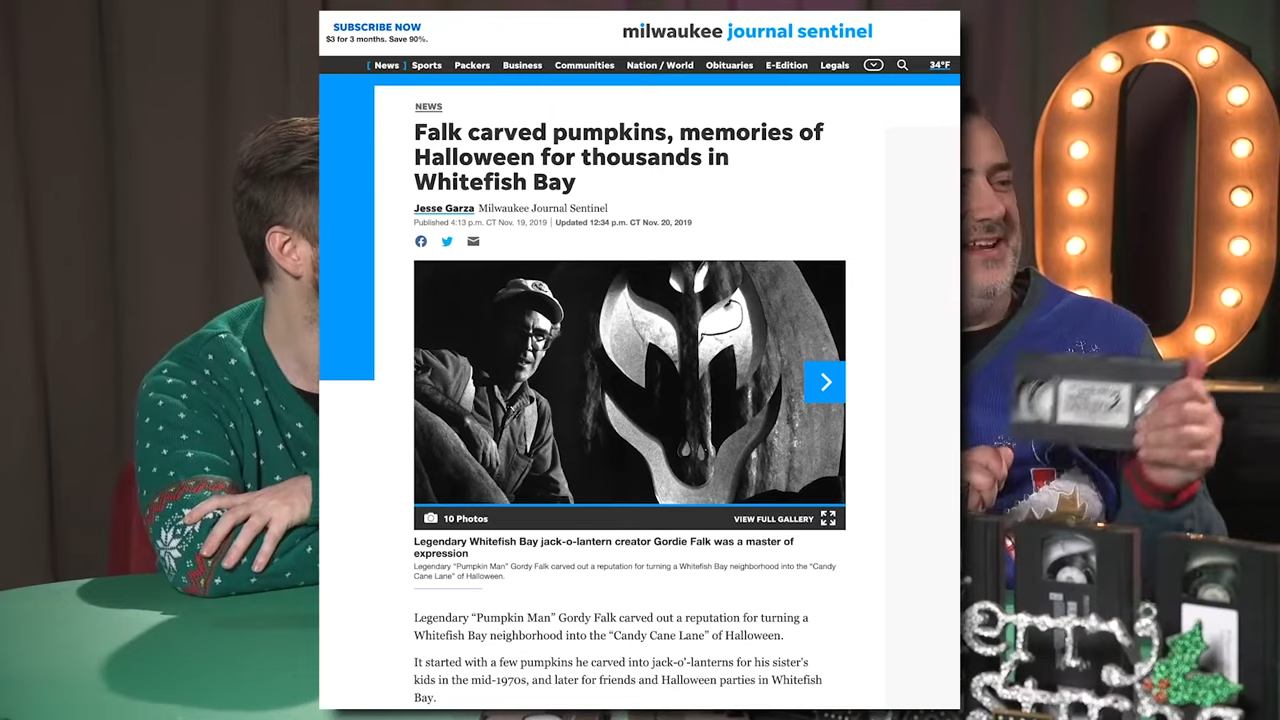 SUBSCRIBE NOW
$3 for 3 months. Save 90%.
milwaukee journal sentinel
[ News ] Sports Packers Business Communities Nation / World Obituaries E-Edition Legals 34°F
NEWS
Falk carved pumpkins, memories of
Halloween for thousands in
Whitefish Bay
Jesse Garza Milwaukee Journal Sentinel
Published 4:13 p.m. CT Nov. 19, 2019 | Updated 12:34 p.m. CT Nov. 20, 2019
10 Photos VIEW FULL GALLERY
Legendary Whitefish Bay jack-o-lantern creator Gordie Falk was a master of
expression
Legendary “Pumpkin Man” Gordy Falk carved out a reputation for turning a Whitefish Bay neighborhood into the “Candy
Cane Lane” of Halloween.
Legendary “Pumpkin Man” Gordy Falk carved out a reputation for turning a
Whitefish Bay neighborhood into the “Candy Cane Lane” of Halloween.
It started with a few pumpkins he carved into jack-o'-lanterns for his sister’s
kids in the mid-1970s, and later for friends and Halloween parties in Whitefish
Bay.